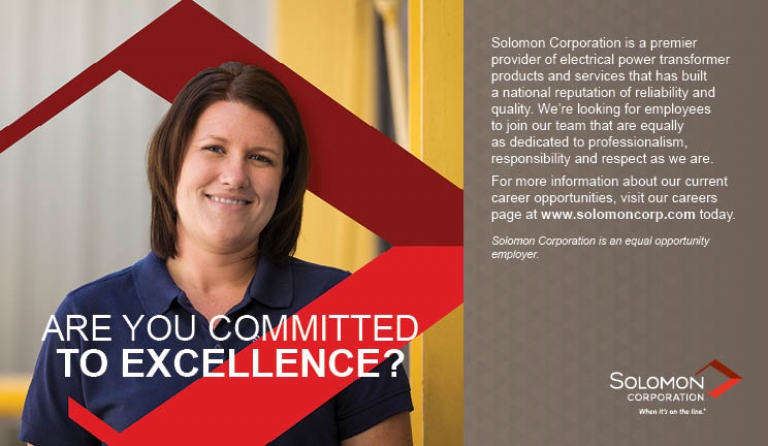 ARE YOU COMMITTED
TO EXCELLENCE?
Solomon Corporation is a premier
provider of electrical power transformer
products and services that has built
a national reputation of reliability and
quality. We're looking for employees
to join our team that are equally
as dedicated to professionalism,
responsibility and respect as we are.
For more information about our current
career opportunities, visit our careers
page at www.solomoncorp.com today.
Solomon Corporation is an equal opportunity
employer.
SOLOMON
CORPORATION
When it's on the line.®